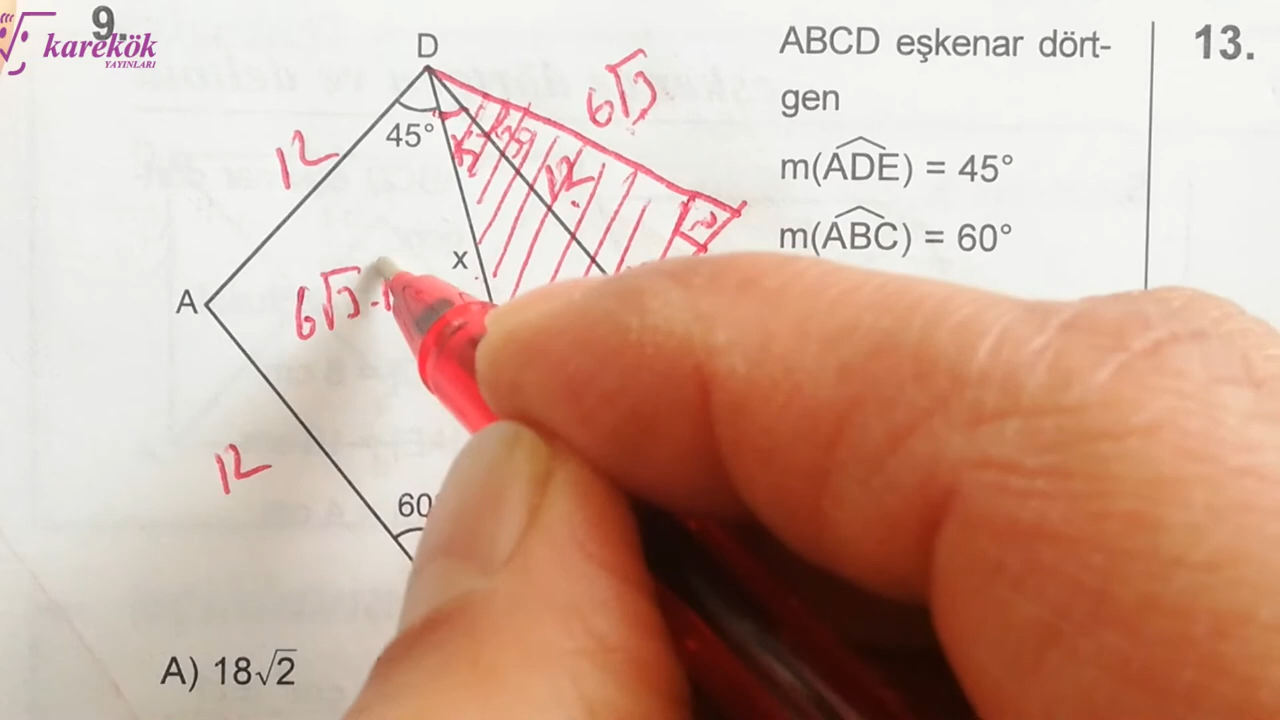 9.
karekök
YAYINLARI
D
45°
12
6√3
12
x
A
6√3
12
60
A) 18√2
ABCD eşkenar dört-
gen
m(ADE) = 45°
m(ABC) = 60°
13.